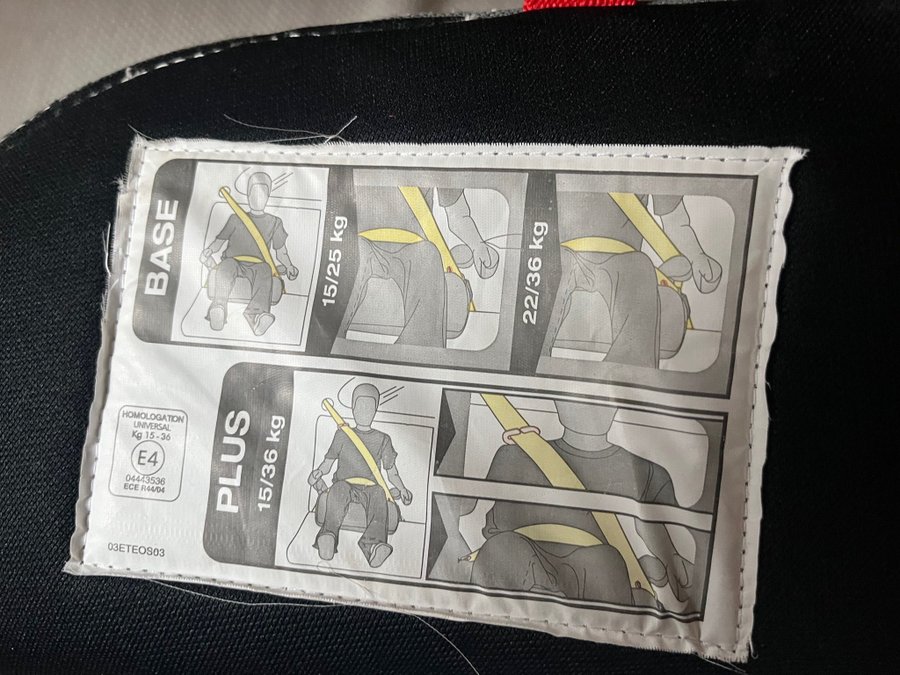 BASE
15/25 kg
22/36 kg
PLUS
15/36 kg
HOMOLOGATION
UNIVERSAL
Kg 15 - 36
E4
04443536
ECE R44/04
03ETEOS03